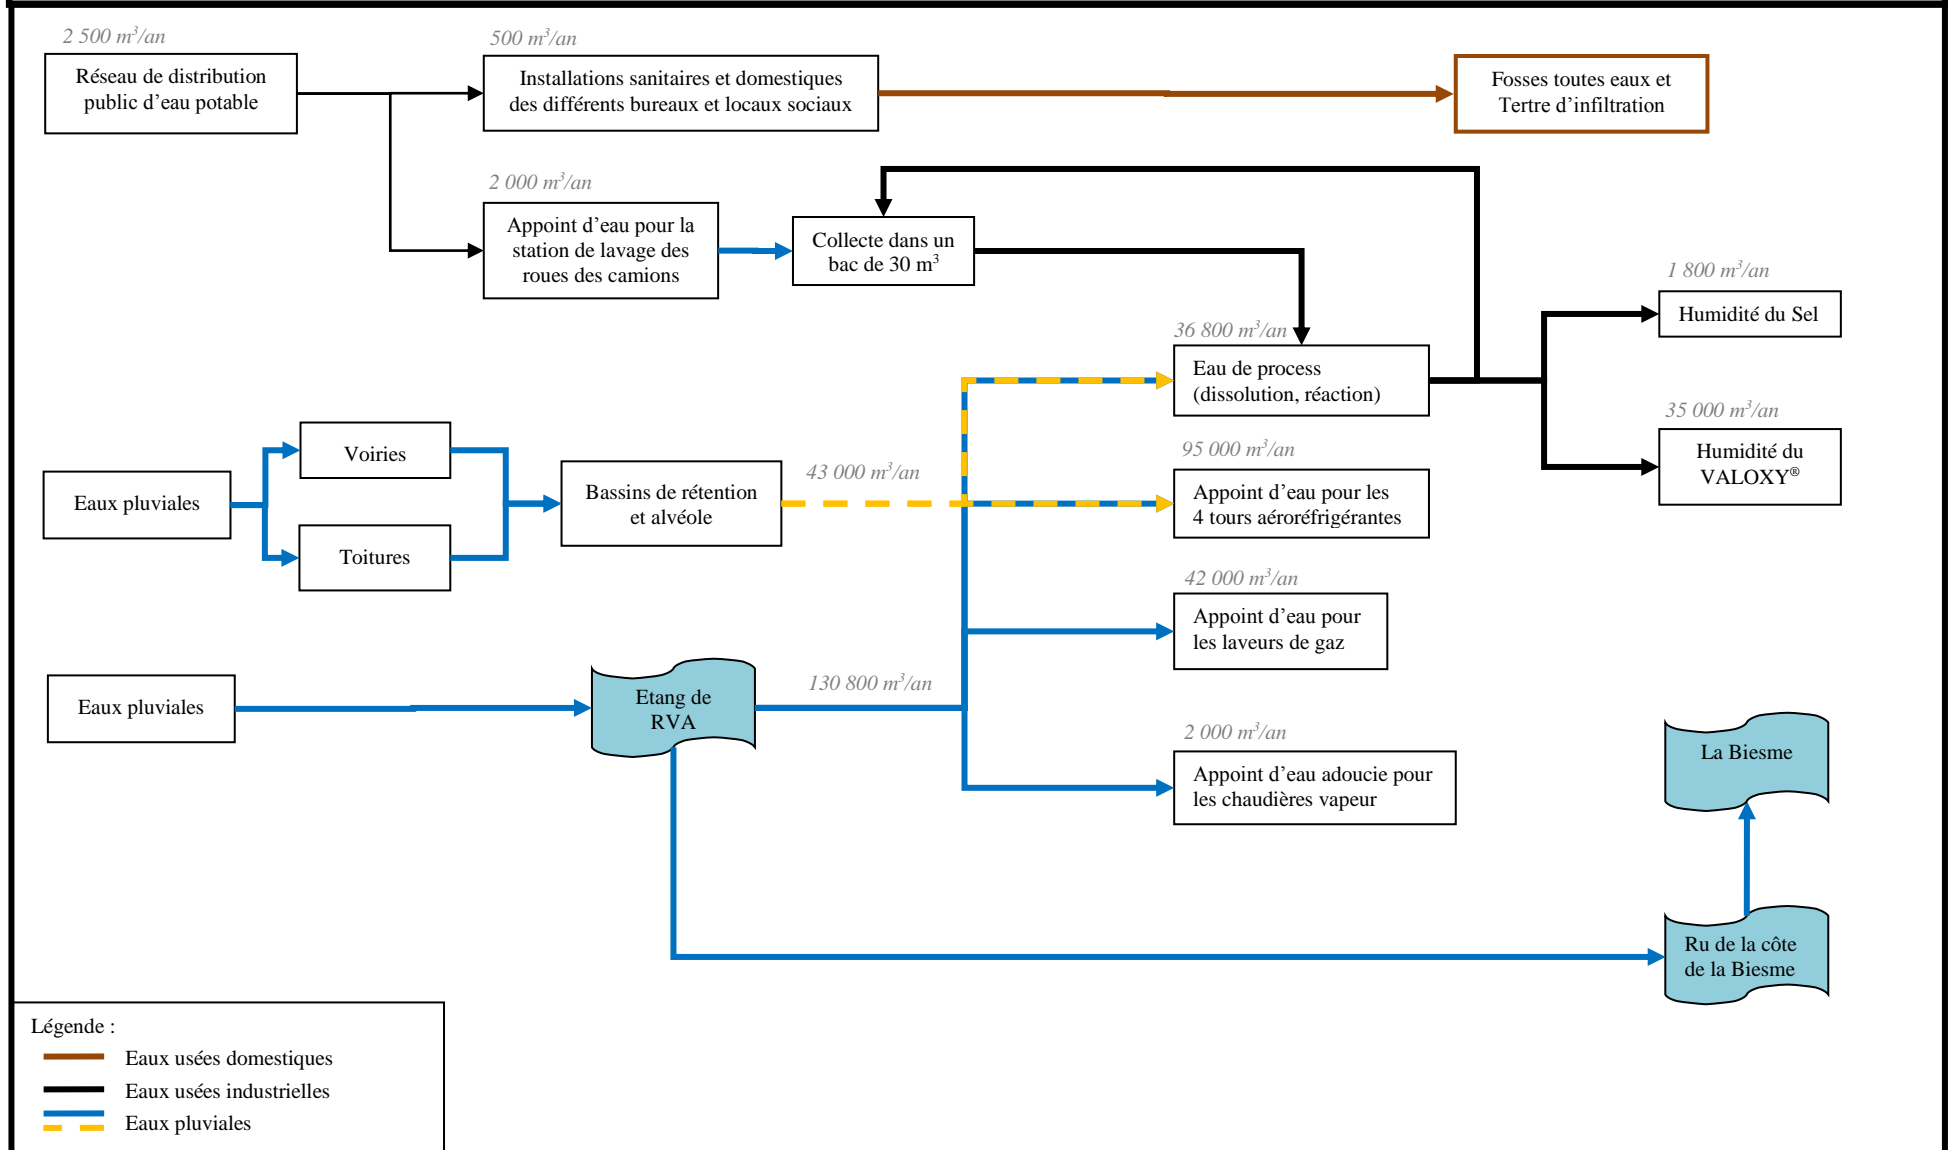 2 500 m³/an
Réseau de distribution
public d'eau potable
500 m³/an
Installations sanitaires et domestiques
des différents bureaux et locaux sociaux
Fosses toutes eaux et
Tertre d'infiltration
2 000 m³/an
Appoint d'eau pour la
station de lavage des
roues des camions
Collecte dans un
bac de 30 m³
1 800 m³/an
Humidité du Sel
36 800 m³/an
Eau de process
(dissolution, réaction)
35 000 m³/an
Humidité du
VALOXY®
Eaux pluviales
Voiries
Toitures
Bassins de rétention
et alvéole
43 000 m³/an
95 000 m³/an
Appoint d'eau pour les
4 tours aéroréfrigérantes
42 000 m³/an
Appoint d'eau pour
les laveurs de gaz
Eaux pluviales
Etang de
RVA
130 800 m³/an
2 000 m³/an
Appoint d'eau adoucie pour
les chaudières vapeur
La Biesme
Ru de la côte
de la Biesme
Légende :
Eaux usées domestiques
Eaux usées industrielles
Eaux pluviales